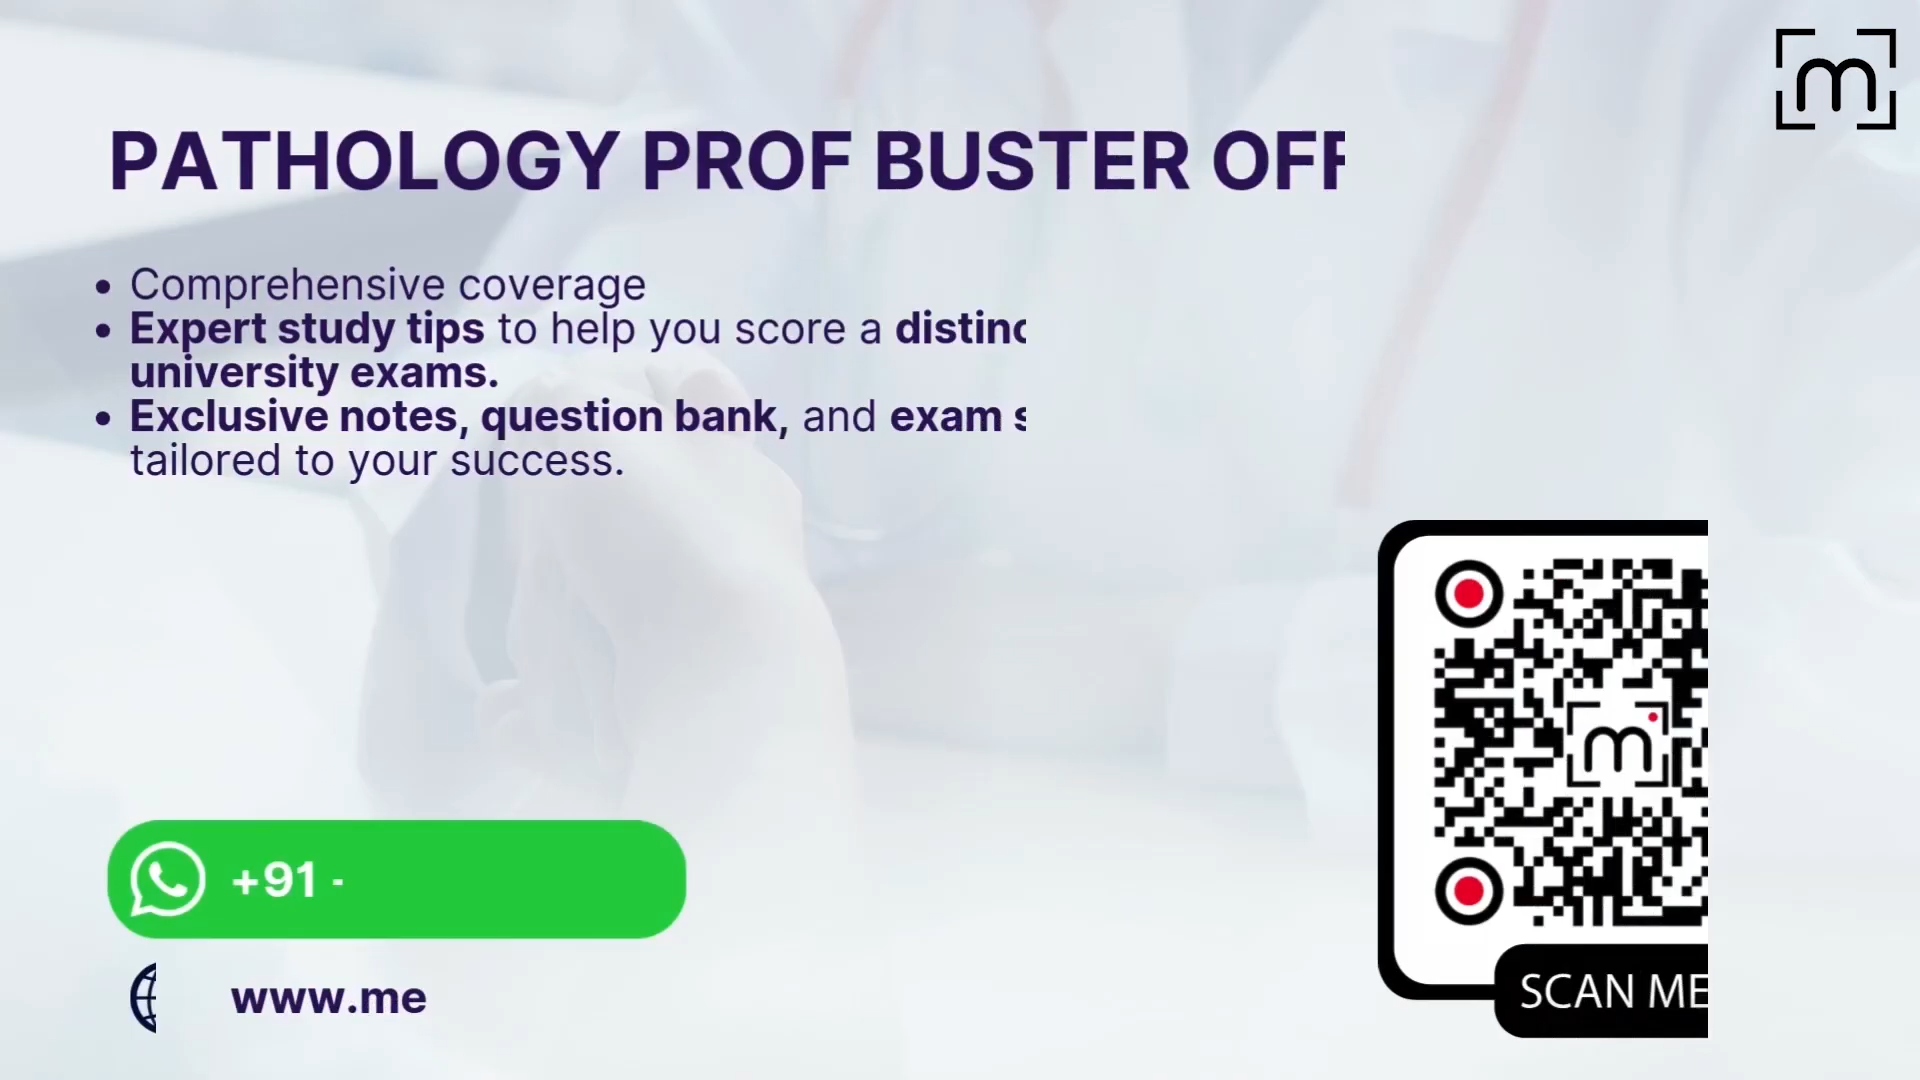 PATHOLOGY PROF BUSTER OFF
• Comprehensive coverage
• Expert study tips to help you score a distinc
university exams.
• Exclusive notes, question bank, and exam s
tailored to your success.
+91 -
www.me
SCAN ME